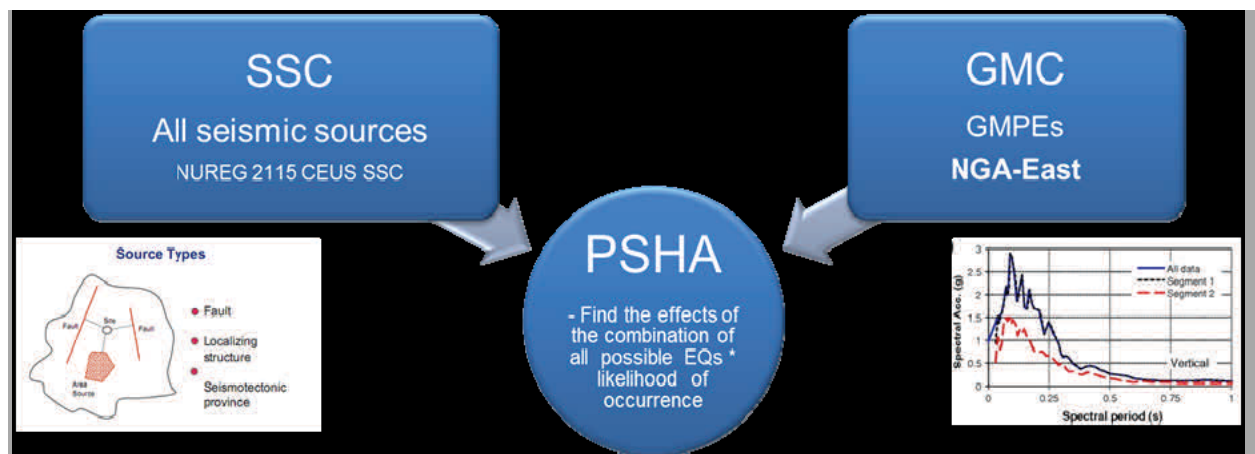 SSC
All seismic sources
NUREG 2115 CEUS SSC
GMC
GMPEs
NGA-East
PSHA
- Find the effects of
the combination of
all possible EQs *
likelihood of
occurrence
Source Types
Fault
Site
Fault
Area
Source
Fault
Localizing
structure
Seismotectonic
province
Spectral Acc. (g)
3
2.5
2
1.5
1
0.5
0
All data
Segment 1
Segment 2
Vertical
0
0.25
0.5
0.75
1
Spectral period (s)